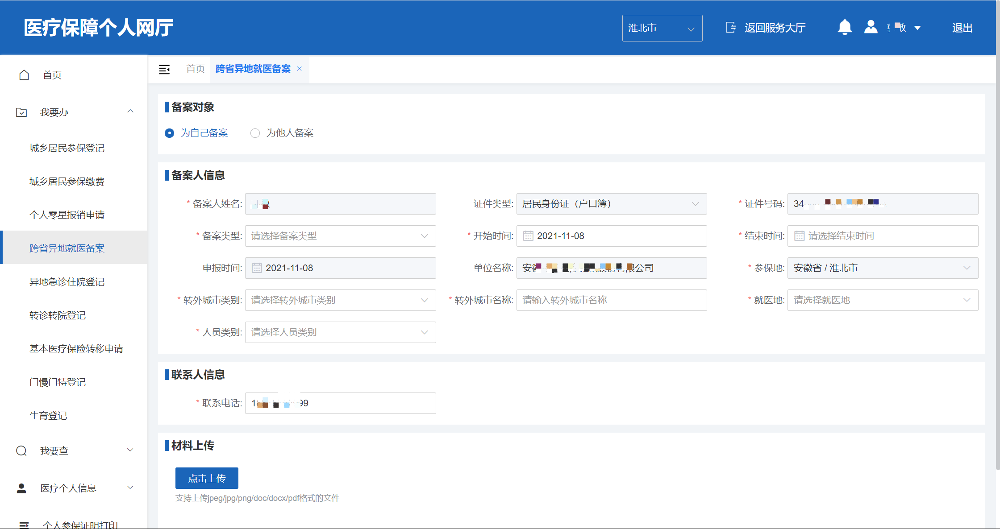 医疗保障个人网厅
淮北市
返回服务大厅
敏
退出
首页
跨省异地就医备案 ×
首页
我要办
城乡居民参保登记
城乡居民参保缴费
个人零星报销申请
跨省异地就医备案
异地急诊住院登记
转诊转院登记
基本医疗保险转移申请
门慢门特登记
生育登记
我要查
医疗个人信息
个人参保证明打印
备案对象
为自己备案 为他人备案
备案人信息
* 备案人姓名:
证件类型: 居民身份证（户口簿）
* 证件号码: 34
* 备案类型: 请选择备案类型
* 开始时间: 2021-11-08
* 结束时间: 请选择结束时间
申报时间: 2021-11-08
单位名称: 安徽 限公司
* 参保地: 安徽省 / 淮北市
* 转外城市类别: 请选择转外城市类别
* 转外城市名称: 请输入转外城市名称
* 就医地: 请选择就医地
* 人员类别: 请选择人员类别
联系人信息
* 联系电话: 1 99
材料上传
点击上传
支持上传jpeg/jpg/png/doc/docx/pdf格式的文件